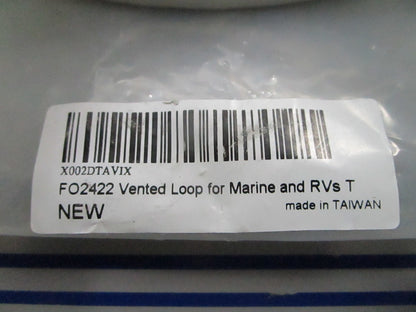 X002DTAVIX
FO2422 Vented Loop for Marine and RVs T
NEW
made in TAIWAN